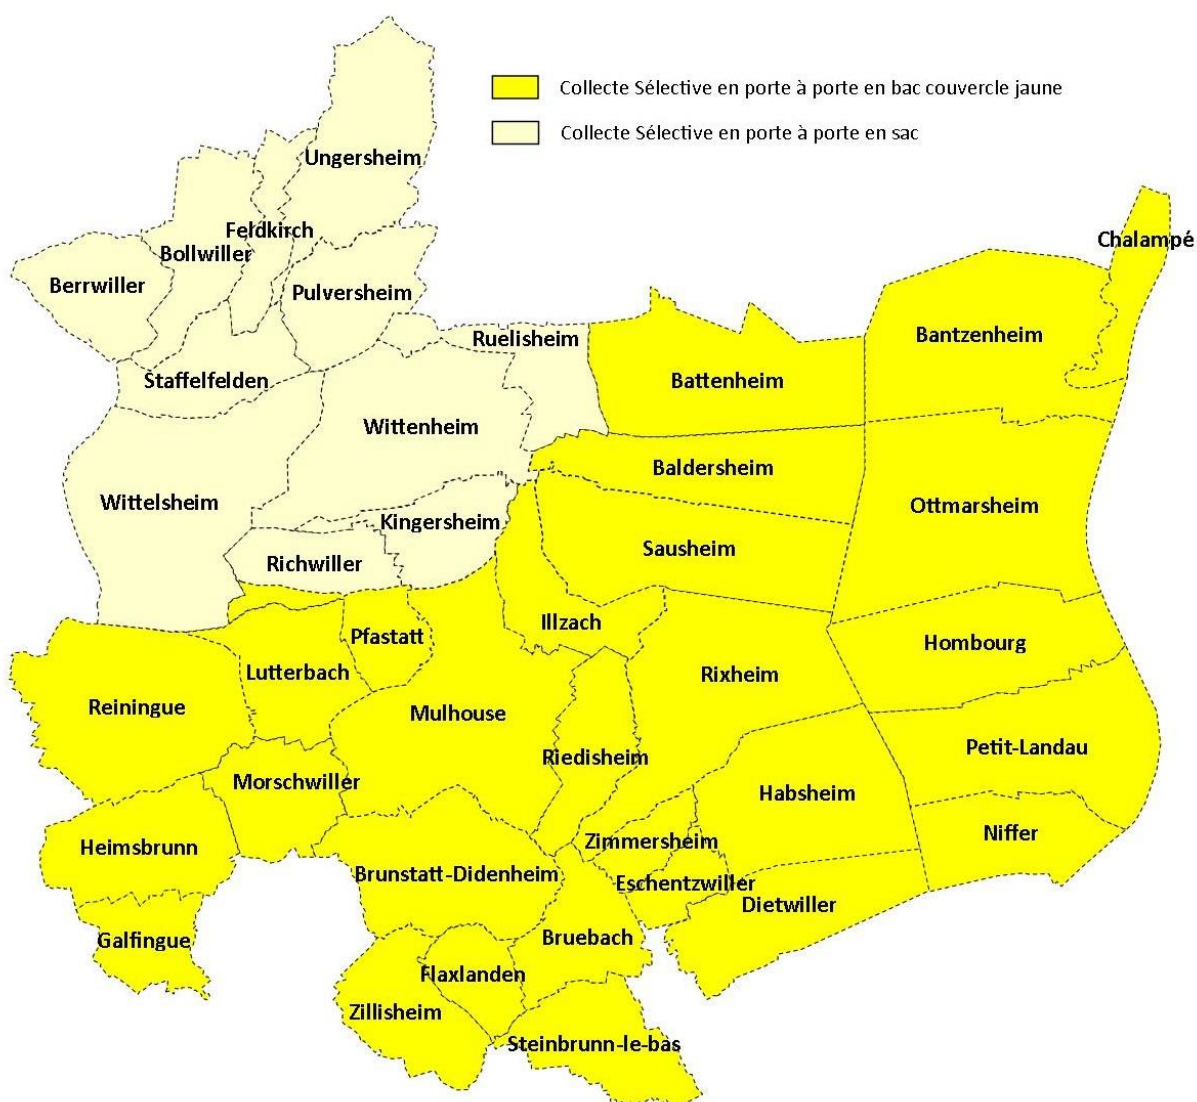 Collecte Sélective en porte à porte en bac couvercle jaune
Collecte Sélective en porte à porte en sac
Ungersheim
Feldkirch
Chalampé
Bollwiller
Berrwiller
Pulversheim
Bantzenheim
Ruelisheim
Staffelfelden
Battenheim
Wittenheim
Baldersheim
Wittelsheim
Ottmarsheim
Kingersheim
Sausheim
Richwiller
Illzach
Pfastatt
Hombourg
Lutterbach
Rixheim
Reiningue
Mulhouse
Petit-Landau
Riedisheim
Morschwiller
Habsheim
Niffer
Zimmersheim
Heimsbrunn
Brunstatt-Didenheim
Eschentzwiller
Dietwiller
Bruebach
Galfingue
Flaxlanden
Zillisheim
Steinbrunn-le-bas